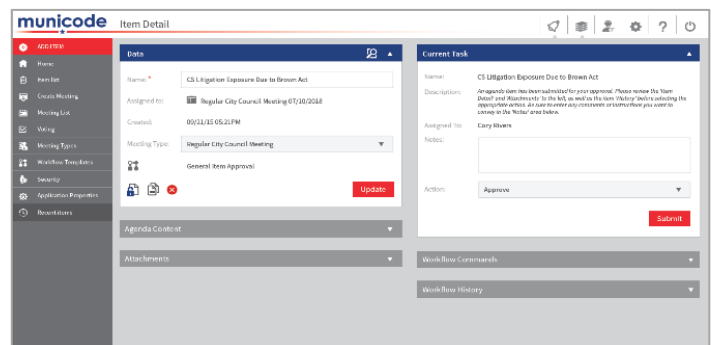 municode
Item Detail
?
ADD ITEM
Home
Item list
Create Meeting
Meeting List
Voting
Meeting Types
Workflow Templates
Security
Application Properties
Recent Items
Data
Name: *
CS Litigation Exposure Due to Brown Act
Assigned to:
Regular City Council Meeting 07/10/2018
Created:
09/21/15 05:21PM
Meeting Type:
Regular City Council Meeting
General Item Approval
Update
Agenda Content
Attachments
Current Task
Name:
CS Litigation Exposure Due to Brown Act
Description:
An agenda item has been submitted for your approval. Please review the 'Item
Detail' and 'Attachments' to the left, as well as the item 'History' before selecting the
appropriate action. Be sure to enter any comments or instructions you want to
convey in the 'Notes' area below.
Assigned To:
Cory Rivers
Notes:
Action:
Approve
Submit
Workflow Commands
Workflow History